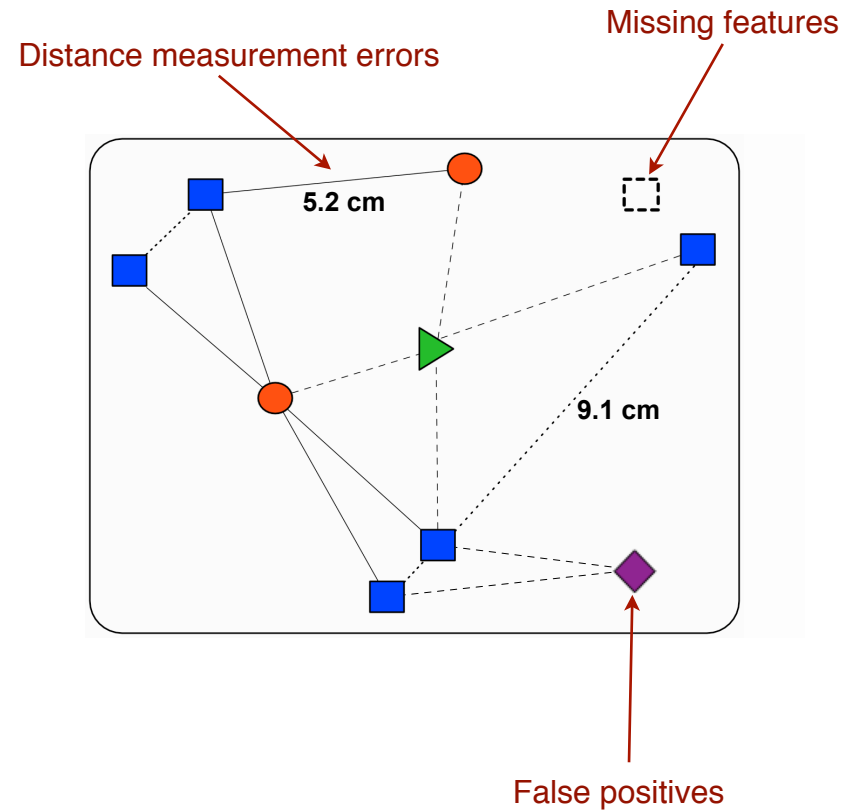 Missing features
Distance measurement errors
5.2 cm
9.1 cm
False positives